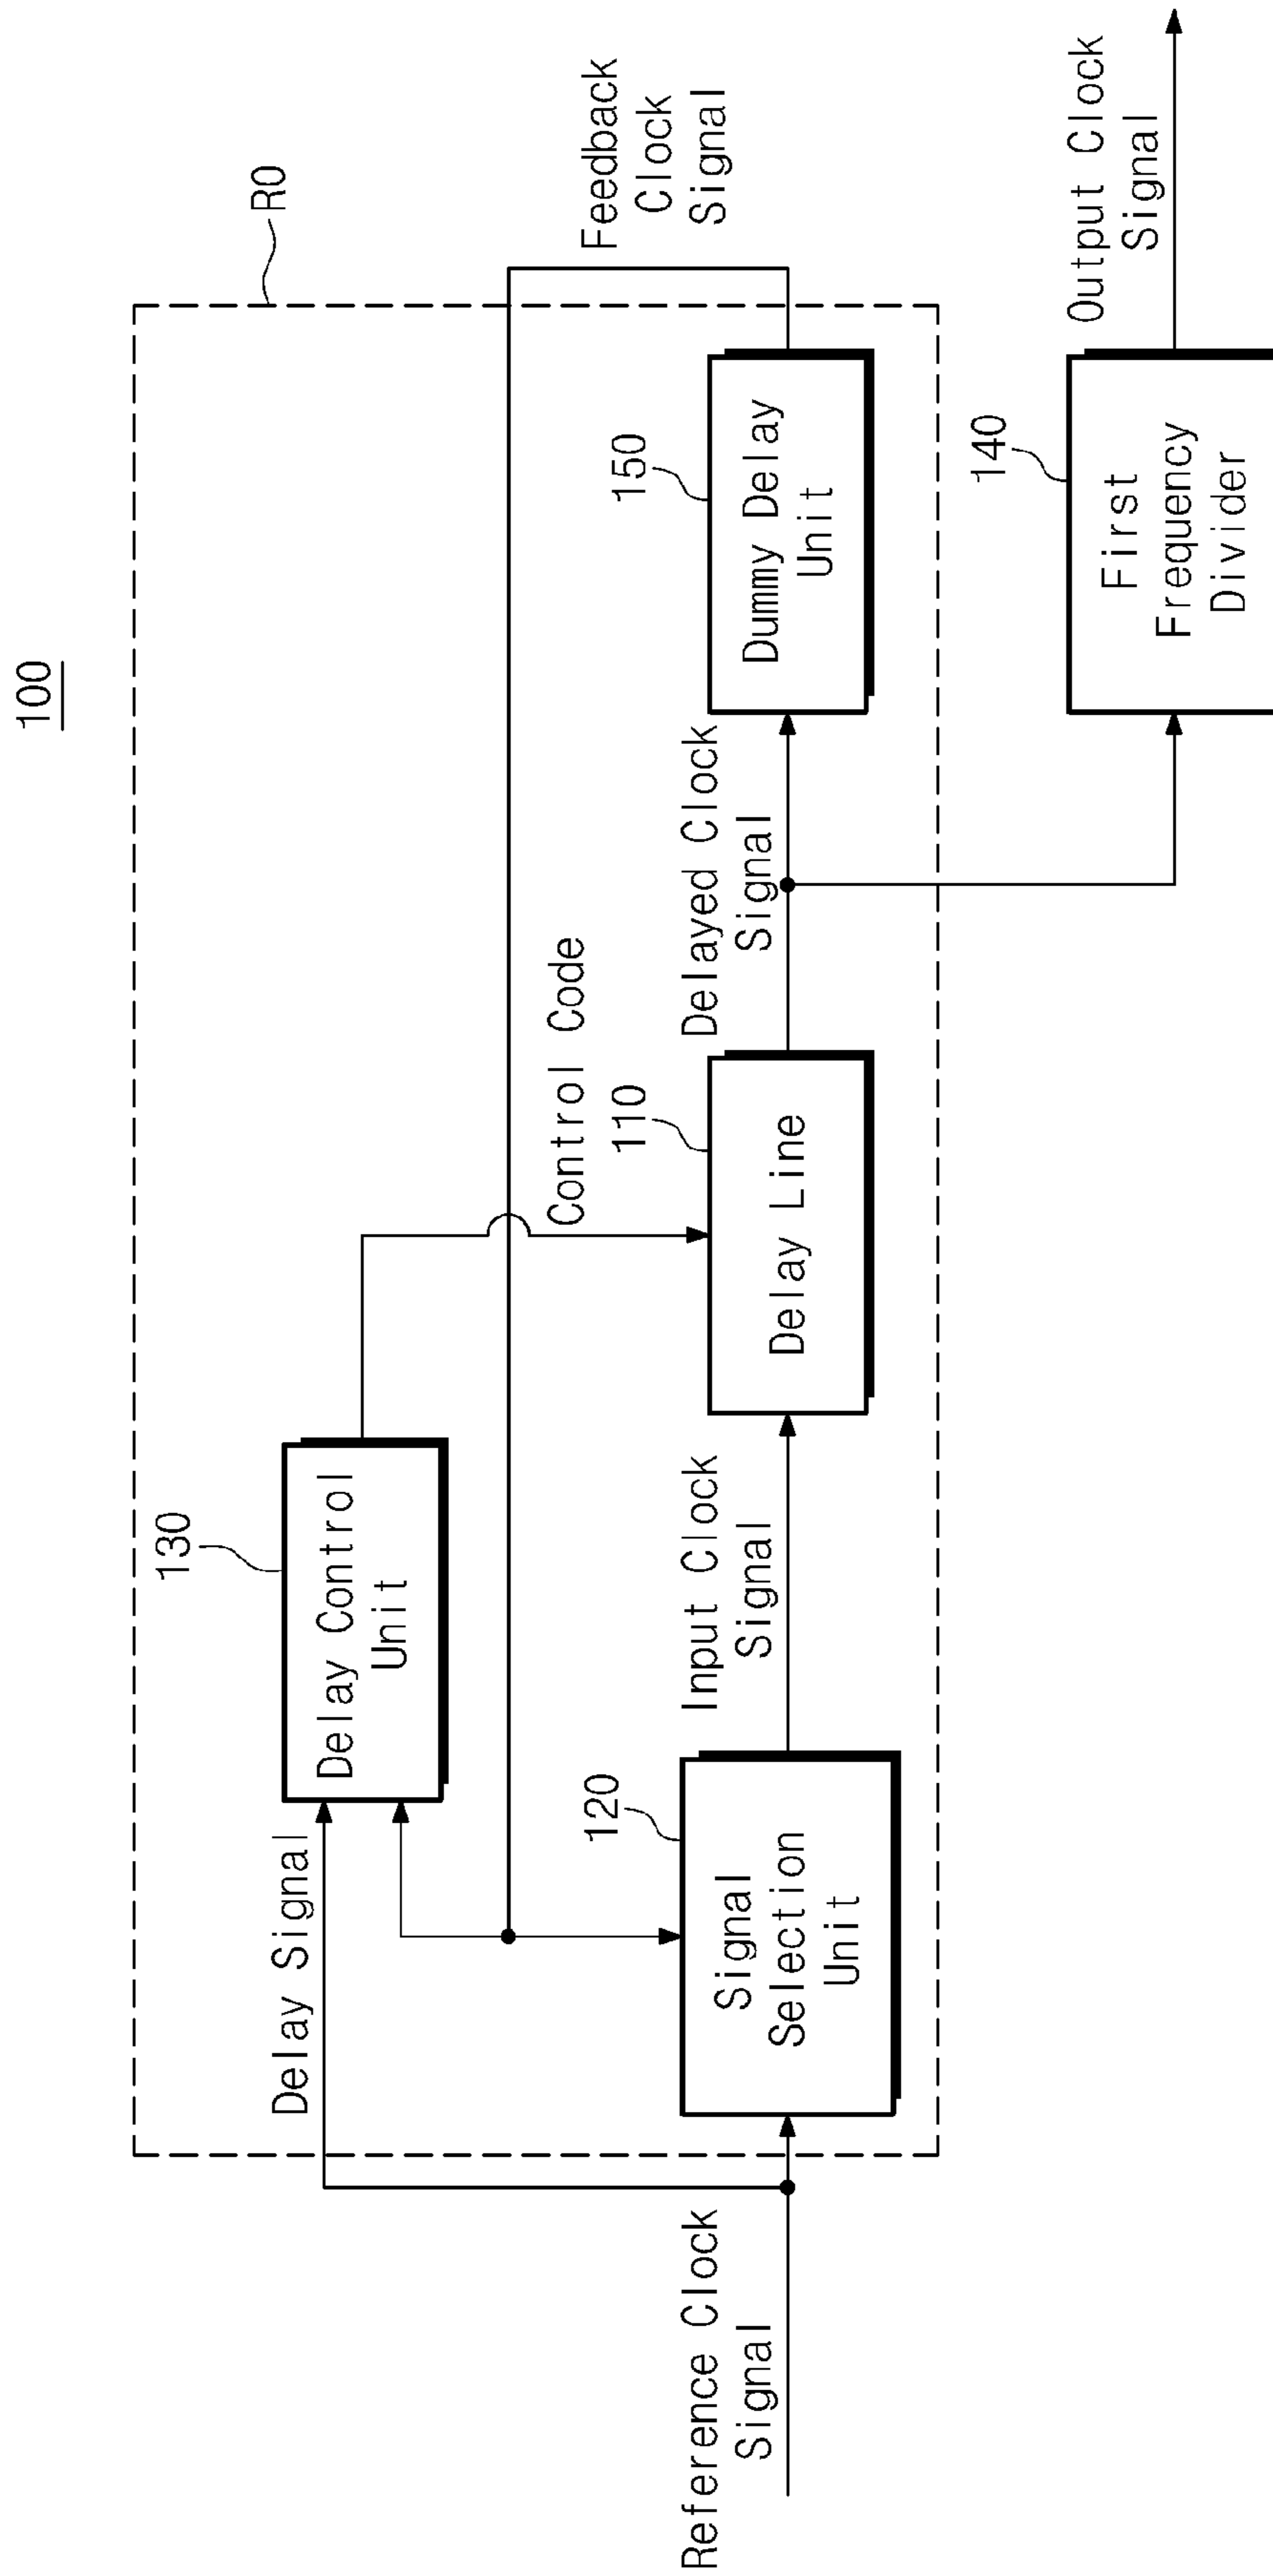 100
R0
130
Delay Control
Unit
Delay Signal
Feedback
Clock
Signal
Control Code
120
110
150
Reference Clock
Signal
Signal
Selection
Unit
Input Clock
Signal
Delay Line
Delayed Clock
Signal
Dummy Delay
Unit
140
First
Frequency
Divider
Output Clock
Signal